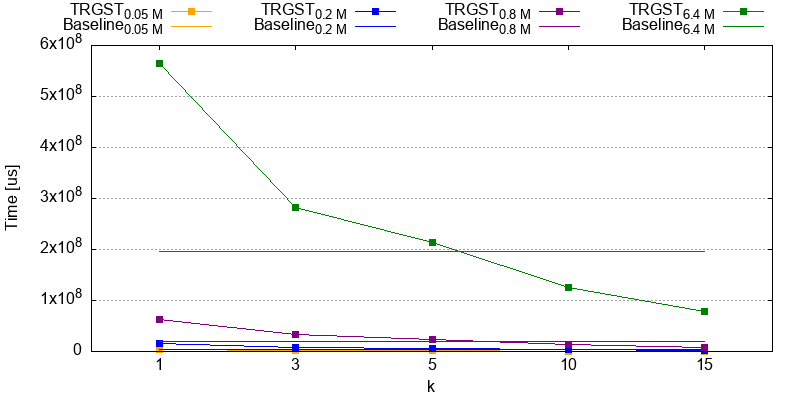 TRGST0.05 M TRGST0.2 M TRGST0.8 M TRGST6.4 M
Baseline0.05 M Baseline0.2 M Baseline0.8 M Baseline6.4 M
6x10^8
5x10^8
4x10^8
3x10^8
2x10^8
1x10^8
0
Time [us]
1 3 5 10 15
k